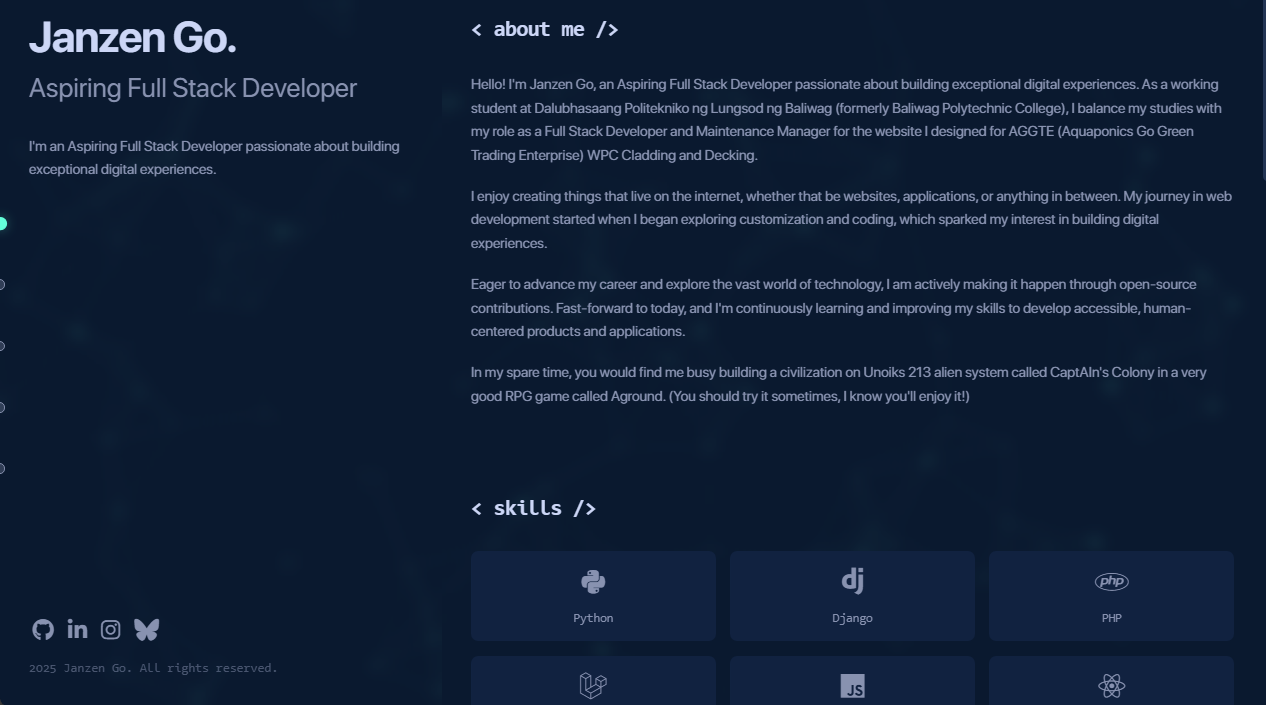 Janzen Go.
Aspiring Full Stack Developer
I'm an Aspiring Full Stack Developer passionate about building
exceptional digital experiences.
2025 Janzen Go. All rights reserved.
< about me />
Hello! I'm Janzen Go, an Aspiring Full Stack Developer passionate about building exceptional digital experiences. As a working
student at Dalubhasaang Politekniko ng Lungsod ng Baliwag (formerly Baliwag Polytechnic College), I balance my studies with
my role as a Full Stack Developer and Maintenance Manager for the website I designed for AGGTE (Aquaponics Go Green
Trading Enterprise) WPC Cladding and Decking.
I enjoy creating things that live on the internet, whether that be websites, applications, or anything in between. My journey in web
development started when I began exploring customization and coding, which sparked my interest in building digital
experiences.
Eager to advance my career and explore the vast world of technology, I am actively making it happen through open-source
contributions. Fast-forward to today, and I'm continuously learning and improving my skills to develop accessible, human-
centered products and applications.
In my spare time, you would find me busy building a civilization on Unoiks 213 alien system called CaptAIn's Colony in a very
good RPG game called Aground. (You should try it sometimes, I know you'll enjoy it!)
< skills />
dj
php
Python
Django
PHP
JS